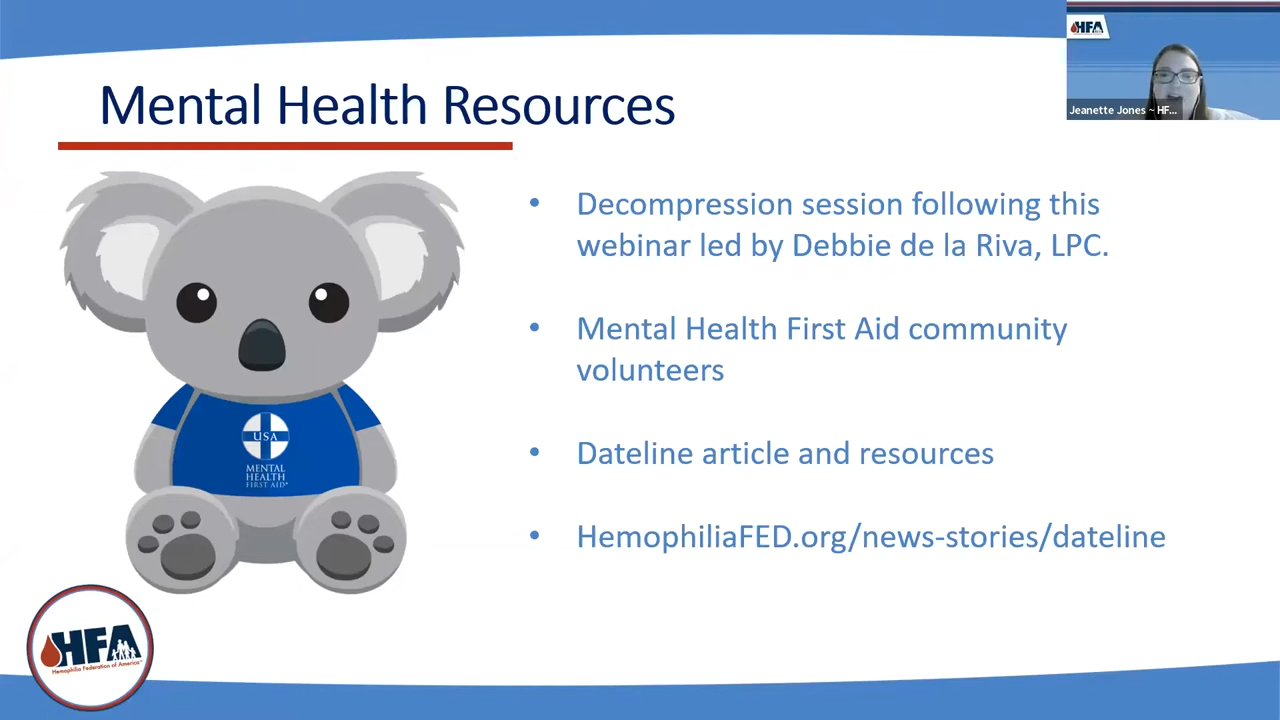 Mental Health Resources
HFA
Jeanette Jones ~ HF...
• Decompression session following this
webinar led by Debbie de la Riva, LPC.
• Mental Health First Aid community
volunteers
• Dateline article and resources
• HemophiliaFED.org/news-stories/dateline
USA
MENTAL
HEALTH
FIRST AID®
HFA
Hemophilia Federation of America